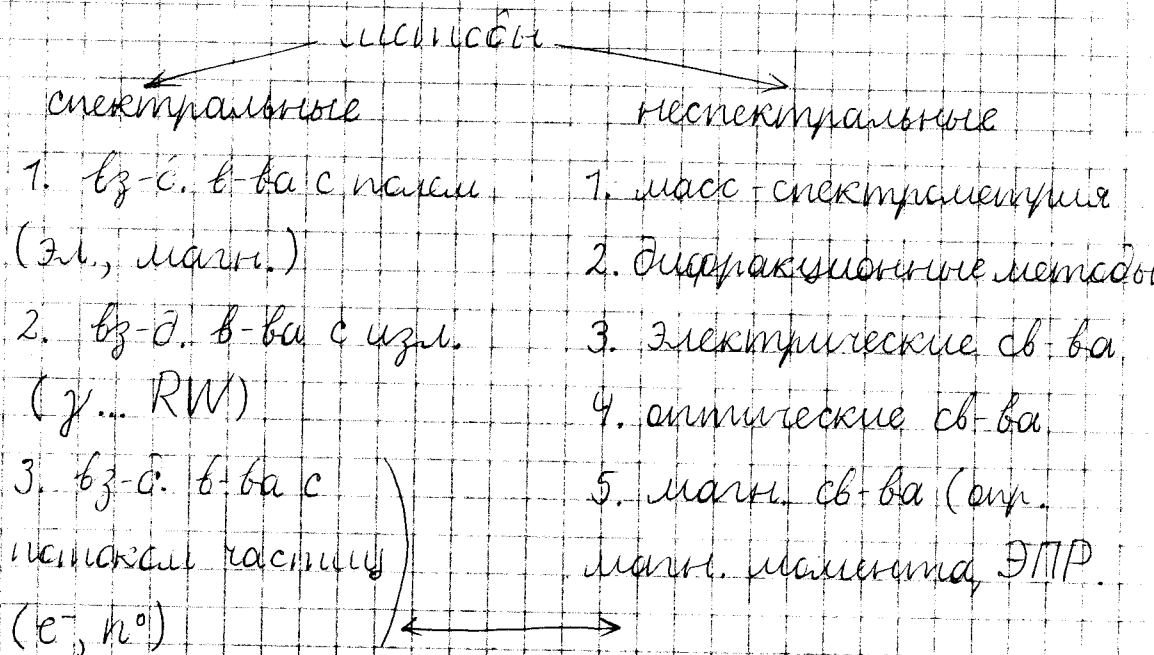 методы
спектральные
1. вз-д. в-ва с полем
(эл., магн.)
2. вз-д. в-ва с изл.
(γ... RW)
3. вз-д. в-ва с
потоком частиц
(e⁻, n⁰)
неспектральные
1. масс-спектрометрия
2. дифракционные методы
3. электрические св-ва
4. оптические св-ва
5. магн. св-ва (опр.
магн. момента, ЭПР.